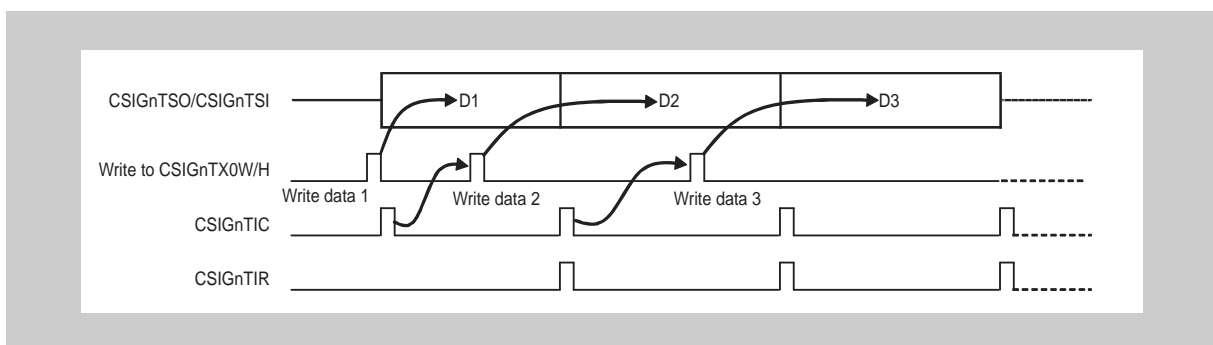 CSIGnTSO/CSIGnTSI
D1
D2
D3
Write to CSIGnTX0W/H
Write data 1
Write data 2
Write data 3
CSIGnTIC
CSIGnTIR